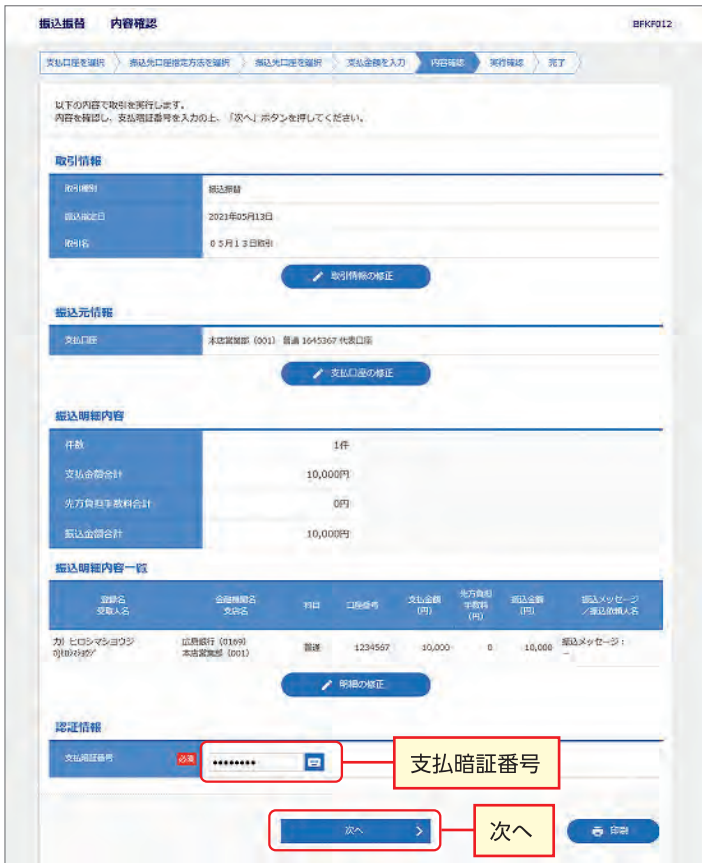 振込振替 内容確認
BFKF012
支払口座を選択 振込先口座指定方法を選択 振込先口座を選択 支払金額を入力 内容確認 実行確認 完了
以下の内容で取引を実行します。
内容を確認し、支払暗証番号を入力の上、「次へ」ボタンを押してください。
取引情報
取引種別 振込振替
振込指定日 2021年05月13日
取引名 05月13日取引
取引情報の修正
振込元情報
支払口座 本店営業部(001) 普通 1645367 代表口座
支払口座の修正
振込明細内容
件数 1件
支払金額合計 10,000円
先方負担手数料合計 0円
振込金額合計 10,000円
振込明細内容一覧
登録名
受取人名
金融機関名
支店名
科目
口座番号
支払金額
(円)
先方負担
手数料
(円)
振込金額
(円)
振込メッセージ
/振込依頼人名
カ)ヒロシマシヨウジ
カ)ヒロシマシヨウジ
広島銀行(0169)
本店営業部(001)
普通
1234567
10,000
0
10,000
振込メッセージ:
–
明細の修正
認証情報
支払暗証番号 必須 ••••••••
支払暗証番号
次へ
次へ
印刷